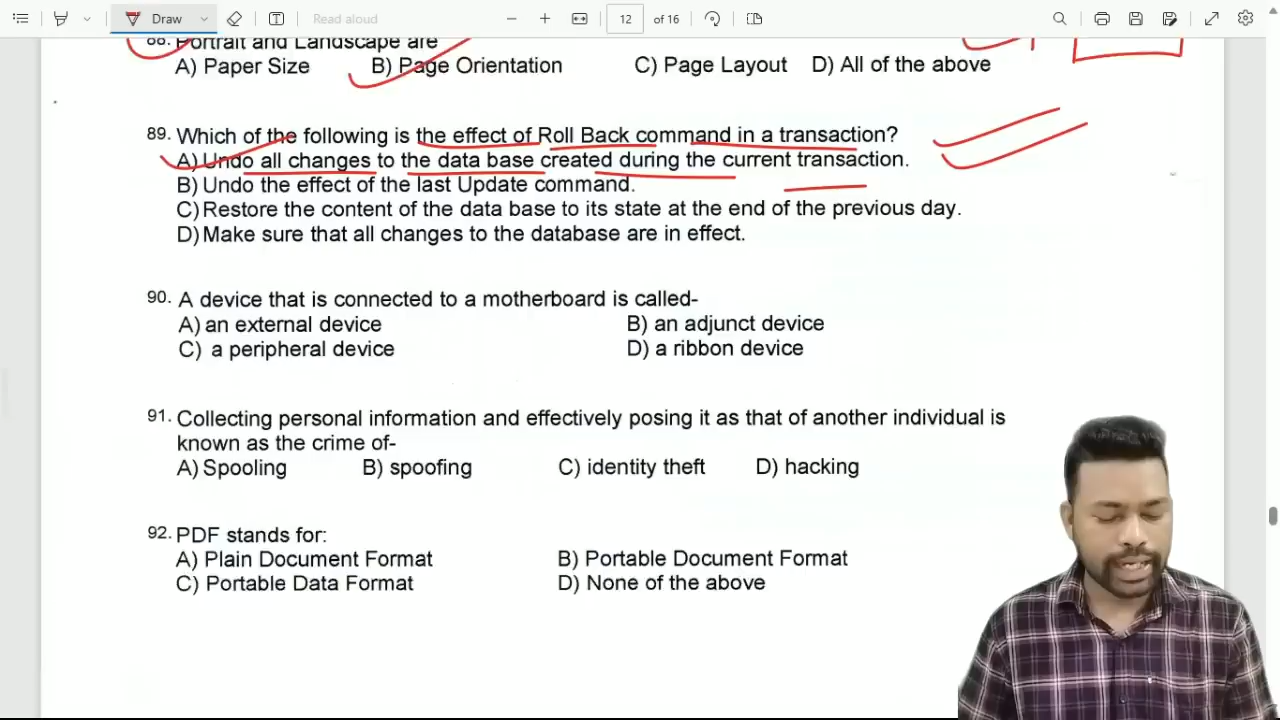 Draw
Read aloud
12
of 16
88. Portrait and Landscape are
A) Paper Size B) Page Orientation C) Page Layout D) All of the above
89. Which of the following is the effect of Roll Back command in a transaction?
A) Undo all changes to the data base created during the current transaction.
B) Undo the effect of the last Update command.
C) Restore the content of the data base to its state at the end of the previous day.
D) Make sure that all changes to the database are in effect.
90. A device that is connected to a motherboard is called-
A) an external device B) an adjunct device
C) a peripheral device D) a ribbon device
91. Collecting personal information and effectively posing it as that of another individual is
known as the crime of-
A) Spooling B) spoofing C) identity theft D) hacking
92. PDF stands for:
A) Plain Document Format B) Portable Document Format
C) Portable Data Format D) None of the above